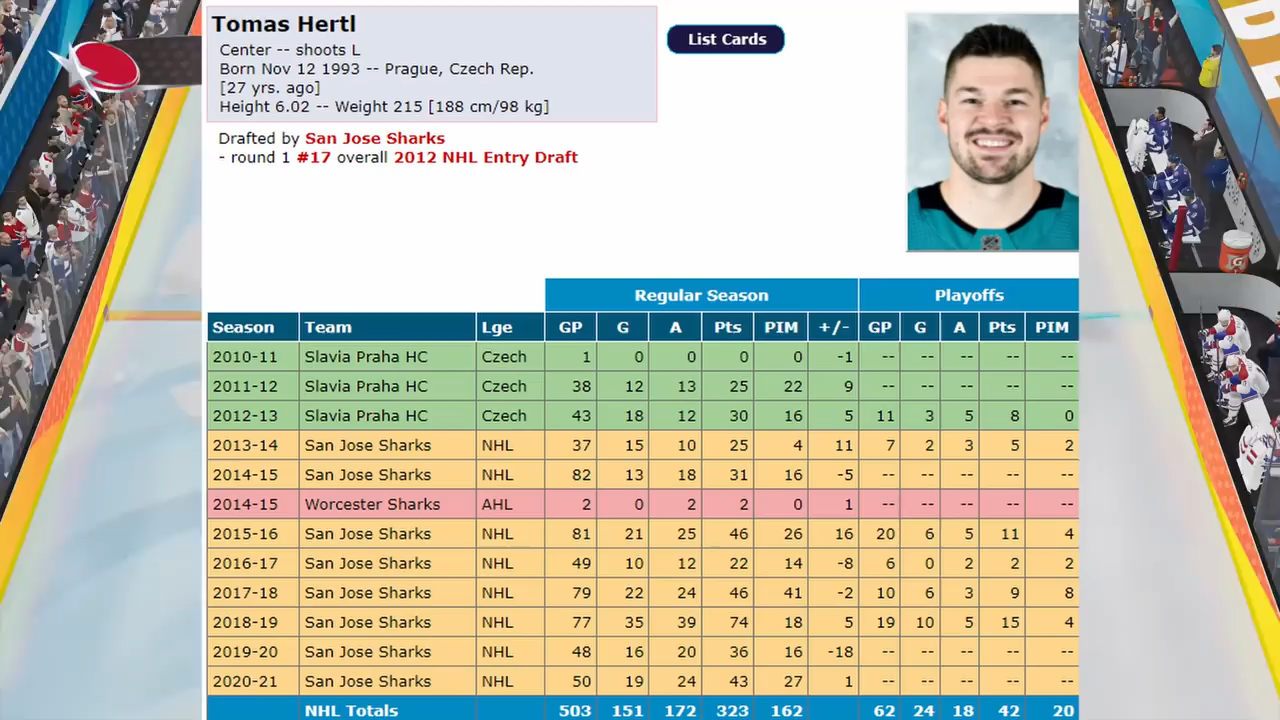 Tomas Hertl
Center -- shoots L
Born Nov 12 1993 -- Prague, Czech Rep.
[27 yrs. ago]
Height 6.02 -- Weight 215 [188 cm/98 kg]
List Cards
Drafted by San Jose Sharks
- round 1 #17 overall 2012 NHL Entry Draft
Regular Season Playoffs
Season Team Lge GP G A Pts PIM +/- GP G A Pts PIM
2010-11 Slavia Praha HC Czech 1 0 0 0 0 -1 -- -- -- -- --
2011-12 Slavia Praha HC Czech 38 12 13 25 22 9 -- -- -- -- --
2012-13 Slavia Praha HC Czech 43 18 12 30 16 5 11 3 5 8 0
2013-14 San Jose Sharks NHL 37 15 10 25 4 11 7 2 3 5 2
2014-15 San Jose Sharks NHL 82 13 18 31 16 -5 -- -- -- -- --
2014-15 Worcester Sharks AHL 2 0 2 2 0 1 -- -- -- -- --
2015-16 San Jose Sharks NHL 81 21 25 46 26 16 20 6 5 11 4
2016-17 San Jose Sharks NHL 49 10 12 22 14 -8 6 0 2 2 2
2017-18 San Jose Sharks NHL 79 22 24 46 41 -2 10 6 3 9 8
2018-19 San Jose Sharks NHL 77 35 39 74 18 5 19 10 5 15 4
2019-20 San Jose Sharks NHL 48 16 20 36 16 -18 -- -- -- -- --
2020-21 San Jose Sharks NHL 50 19 24 43 27 1 -- -- -- -- --
NHL Totals 503 151 172 323 162 62 24 18 42 20